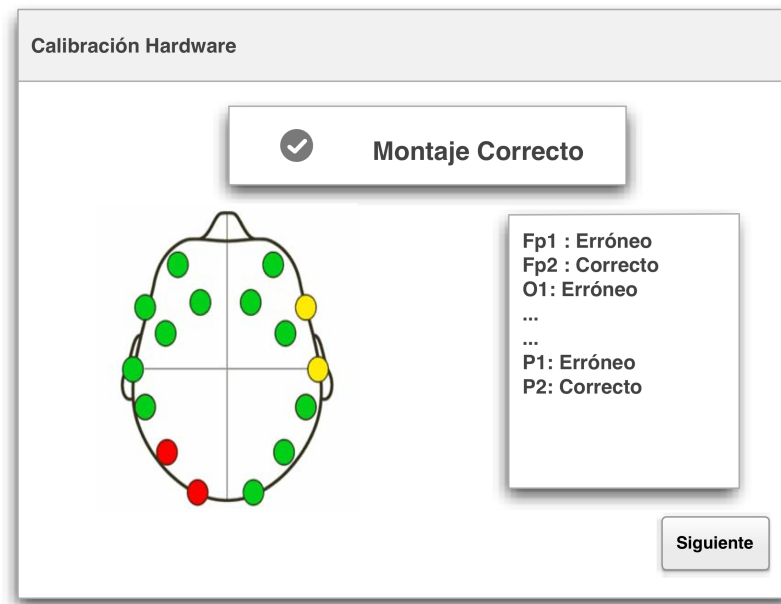 Calibración Hardware
Montaje Correcto
Fp1 : Erróneo
Fp2 : Correcto
O1: Erróneo
...
...
P1: Erróneo
P2: Correcto
Siguiente